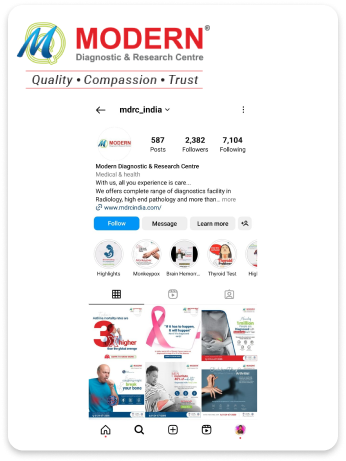 MODERN®
Diagnostic & Research Centre
Quality • Compassion • Trust
mdrc_india
MODERN
587 2,382 7,104
Posts Followers Following
Modern Diagnostic & Research Centre
Medical & health
With us, all you experience is care...
We offers complete range of diagnostics facility in
Radiology, high end pathology and more than... more
www.mdrcindia.com/
Follow Message Learn more
Highlights Monkeypox Brain Hemorr... Thyroid Test Hig
3 higher
"If it has to happen,
it will happen"